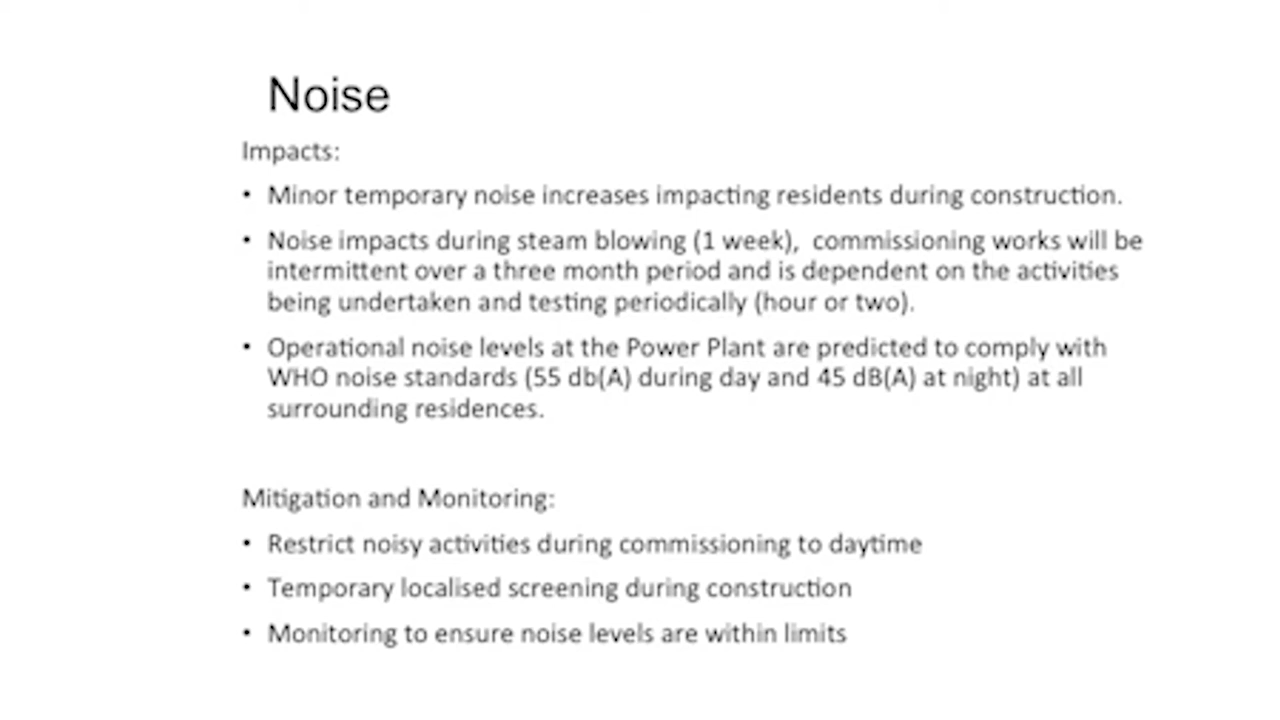 Noise
Impacts:
• Minor temporary noise increases impacting residents during construction.
• Noise impacts during steam blowing (1 week),  commissioning works will be
intermittent over a three month period and is dependent on the activities
being undertaken and testing periodically (hour or two).
• Operational noise levels at the Power Plant are predicted to comply with
WHO noise standards (55 db(A) during day and 45 dB(A) at night) at all
surrounding residences.
Mitigation and Monitoring:
• Restrict noisy activities during commissioning to daytime
• Temporary localised screening during construction
• Monitoring to ensure noise levels are within limits